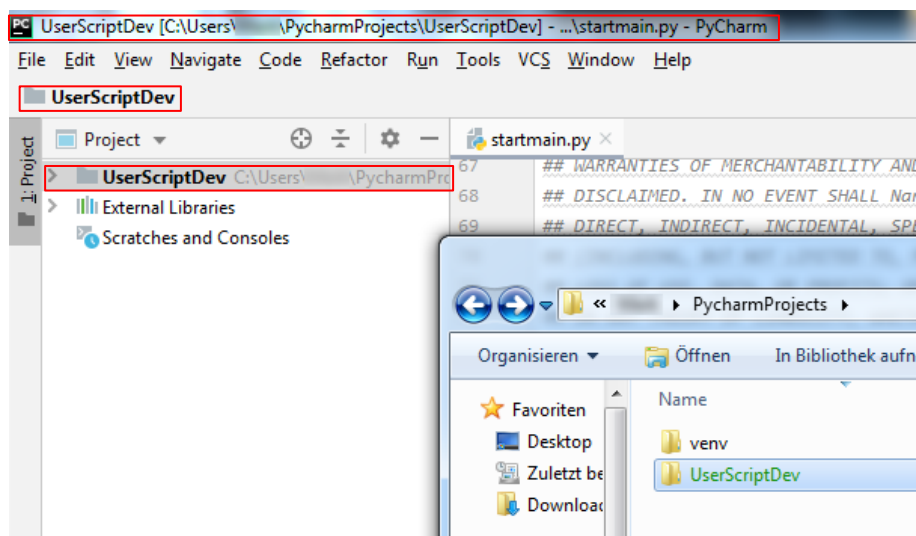 PC UserScriptDev [C:\Users\ \PycharmProjects\UserScriptDev] - ...\startmain.py - PyCharm
File Edit View Navigate Code Refactor Run Tools VCS Window Help
UserScriptDev
1: Project
Project
startmain.py
UserScriptDev C:\Users\ \PycharmPro
External Libraries
Scratches and Consoles
67 ## WARRANTIES OF MERCHANTABILITY AND
68 ## DISCLAIMED. IN NO EVENT SHALL Nar
69 ## DIRECT, INDIRECT, INCIDENTAL, SPE
« PycharmProjects
Organisieren Öffnen In Bibliothek aufn
Favoriten
Desktop
Zuletzt be
Download
Name
venv
UserScriptDev